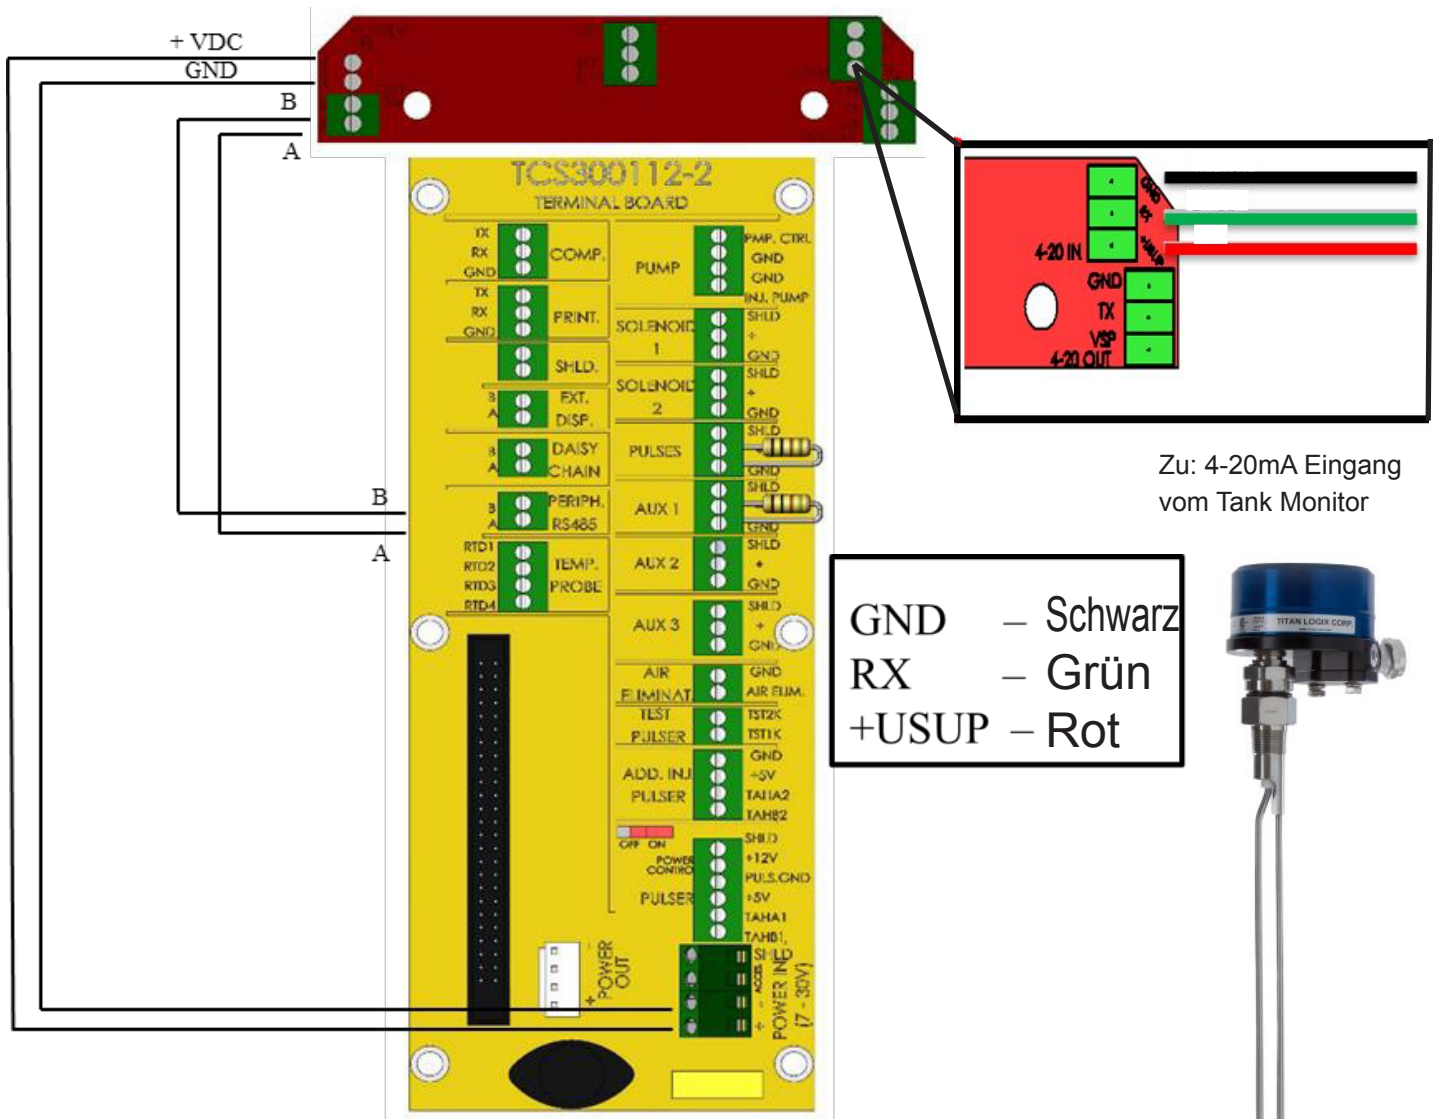 + VDC
GND
B
A
TCS300112-2
TERMINAL BOARD
TX
RX
GND
COMP.
TX
RX
GND
PRINT.
SHLD.
B
A
EXT.
DISP.
B
A
DAISY
CHAIN
B
A
PERIPH.
RS485
RTD1
RTD2
RTD3
RTD4
TEMP.
PROBE
PUMP
PMP. CTRL
GND
GND
INJ. PUMP
SOLENOID
1
SHLD
+
GND
SOLENOID
2
SHLD
+
GND
PULSES
SHLD
GND
AUX 1
SHLD
GND
AUX 2
SHLD
+
GND
AUX 3
SHLD
+
GND
AIR
ELIMINAT.
GND
AIR ELIM.
TEST
PULSER
TST2K
TST1K
ADD. INJ.
PULSER
GND
+5V
TAHA2
TAHB2
OFF ON
POWER
CONTRO
PULSER
SHLD
+12V
PULS.GND
+5V
TAHA1
TAHB1
SHLD
ACCEL
-
+
POWER IN
(7 - 30V)
POWER
OUT
-
+
B
A
GND
+USUP
4-20 IN
GND
TX
VSP
4-20 OUT
Zu: 4-20mA Eingang
vom Tank Monitor
GND – Schwarz
RX – Grün
+USUP – Rot
TITAN LOGIX CORP.